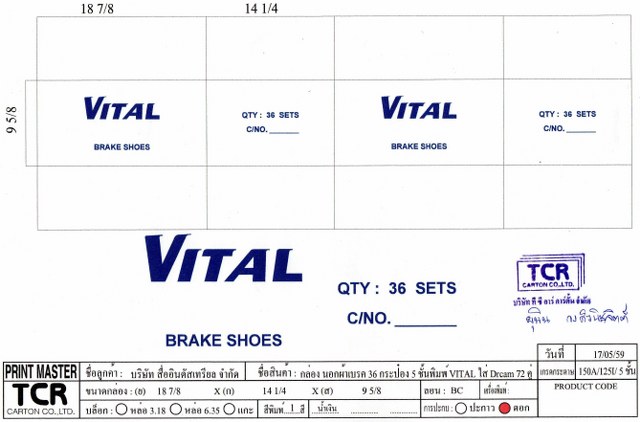 18 7/8
14 1/4
9 5/8
VITAL
BRAKE SHOES
QTY : 36 SETS
C/NO. ______
VITAL
BRAKE SHOES
QTY : 36 SETS
C/NO. ______
VITAL
BRAKE SHOES
QTY : 36 SETS
C/NO. ________
TCR
CARTON CO.,LTD.
บริษัท ที ซี อาร์ คาร์ตั้น จำกัด
วันที่ 17/05/59
PRINT MASTER ชื่อลูกค้า : บริษัท สื่ออินดัสเทรียล จำกัด ชื่อสินค้า : กล่อง นอกผ้าเบรค 36 กระป๋อง 5 ชั้นพิมพ์ VITAL ใส่ Dream 72 คู่ เกรดกระดาษ 150A/125I/ 5 ชั้น
TCR
CARTON CO.,LTD.
ขนาดกล่อง : (ย) 18 7/8 X (ก) 14 1/4 X (ส) 9 5/8 ลอน : BC เพลิมพ์: PRODUCT CODE
บล็อก : หล่อ 3.18 หล่อ 6.35 แกะ สีพิมพ์ 1 สี น้ำเงิน การประกบ : ปะกาว ตอก